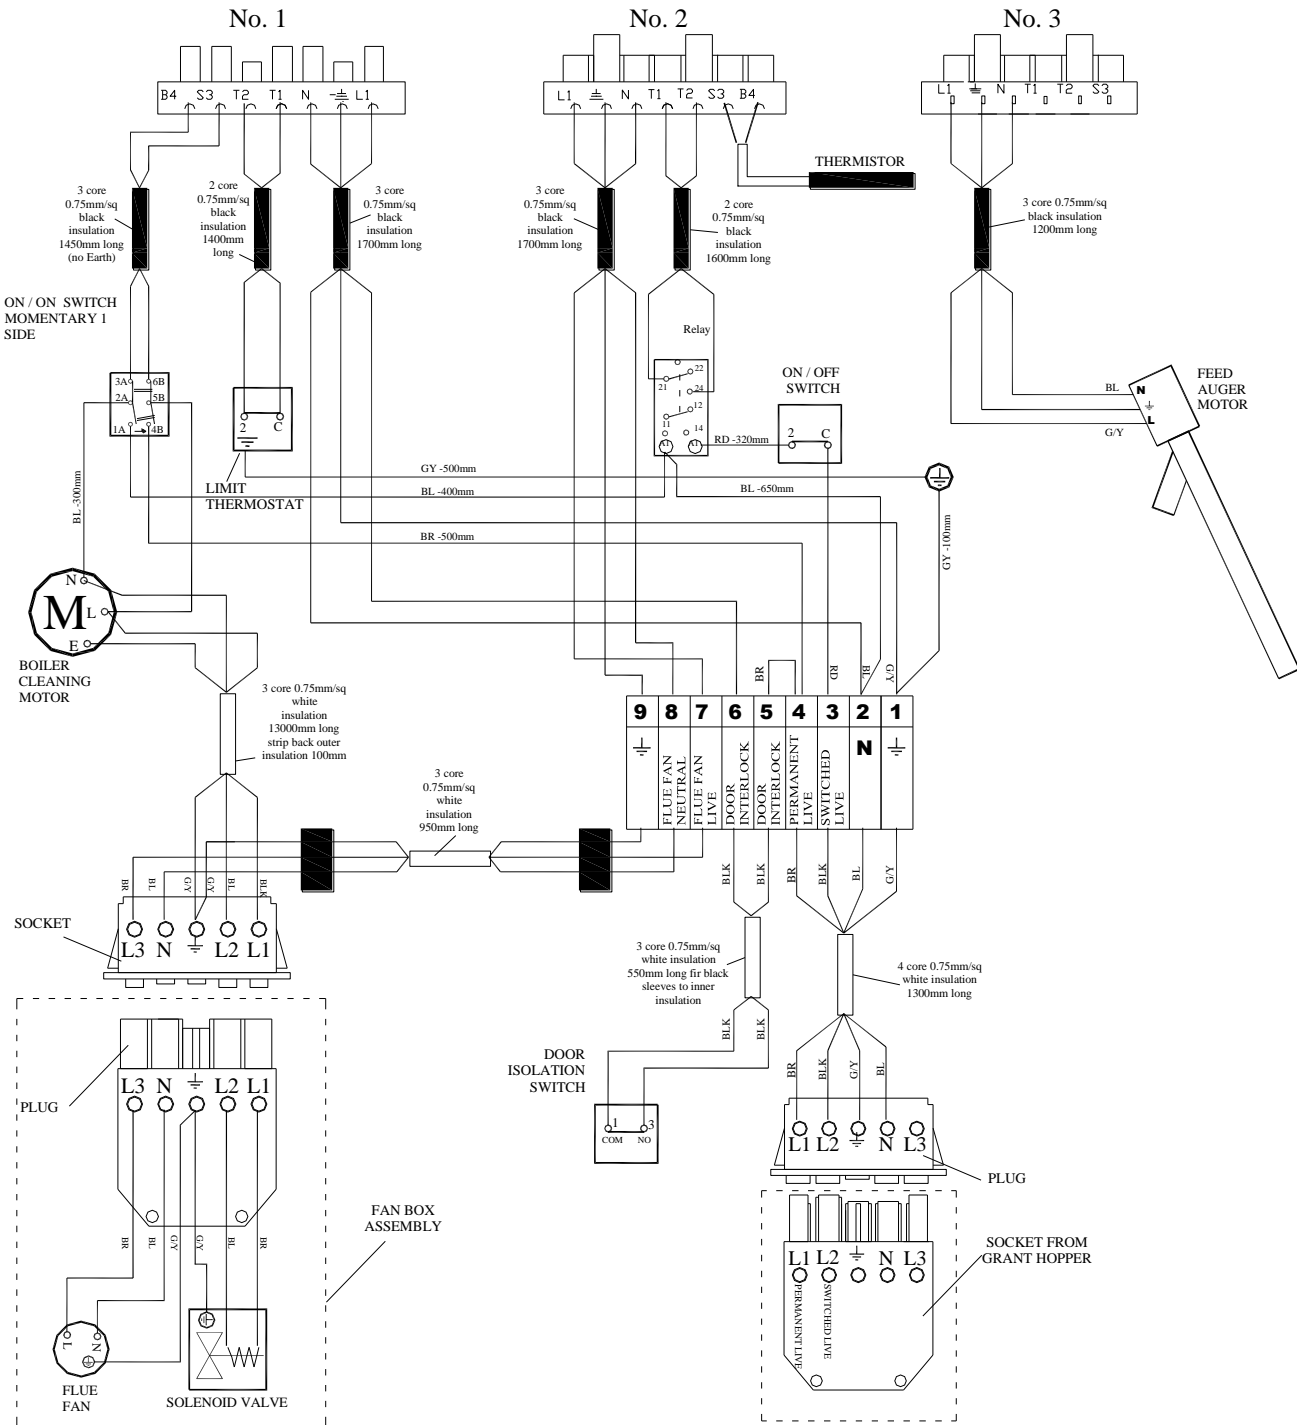 No. 1
No. 2
No. 3
B4 S3 T2 T1 N L1
L1 N T1 T2 S3 B4
L1 N T1 T2 S3
THERMISTOR
3 core
0.75mm/sq
black
insulation
1450mm long
(no Earth)
2 core
0.75mm/sq
black
insulation
1400mm
long
3 core
0.75mm/sq
black
insulation
1700mm long
3 core
0.75mm/sq
black
insulation
1700mm long
2 core
0.75mm/sq
black
insulation
1600mm long
3 core 0.75mm/sq
black insulation
1200mm long
ON / ON SWITCH
MOMENTARY 1
SIDE
3A 6B
2A 5B
1A 4B
2 C
LIMIT
THERMOSTAT
Relay
22
21
24
12
11
14
A1 A1
RD -320mm
ON / OFF
SWITCH
2 C
BL
N
L
G/Y
FEED
AUGER
MOTOR
GY -500mm
BL -400mm
BL -650mm
BR -500mm
BL -300mm
GY -100mm
N
M
L
E
BOILER
CLEANING
MOTOR
3 core 0.75mm/sq
white
insulation
13000mm long
strip back outer
insulation 100mm
BR
RD
BL
G/Y
9 8 7 6 5 4 3 2 1
FLUE FAN
NEUTRAL
FLUE FAN
LIVE
DOOR
INTERLOCK
DOOR
INTERLOCK
PERMANENT
LIVE
SWITCHED
LIVE
N
3 core
0.75mm/sq
white
insulation
950mm long
BLK
BLK
BR
BLK
BL
G/Y
BR
BL
G/Y
G/Y
BL
BLK
SOCKET
L3 N L2 L1
3 core 0.75mm/sq
white insulation
550mm long fir black
sleeves to inner
insulation
4 core 0.75mm/sq
white insulation
1300mm long
BLK
BLK
DOOR
ISOLATION
SWITCH
1 3
COM NO
BR
BLK
G/Y
BL
L1 L2 N L3
PLUG
L3 N L2 L1
PLUG
BR
BL
G/Y
G/Y
BL
BR
FAN BOX
ASSEMBLY
L
N
FLUE
FAN
SOLENOID VALVE
L1 L2 N L3
PERMANENT LIVE
SWITCHED LIVE
SOCKET FROM
GRANT HOPPER